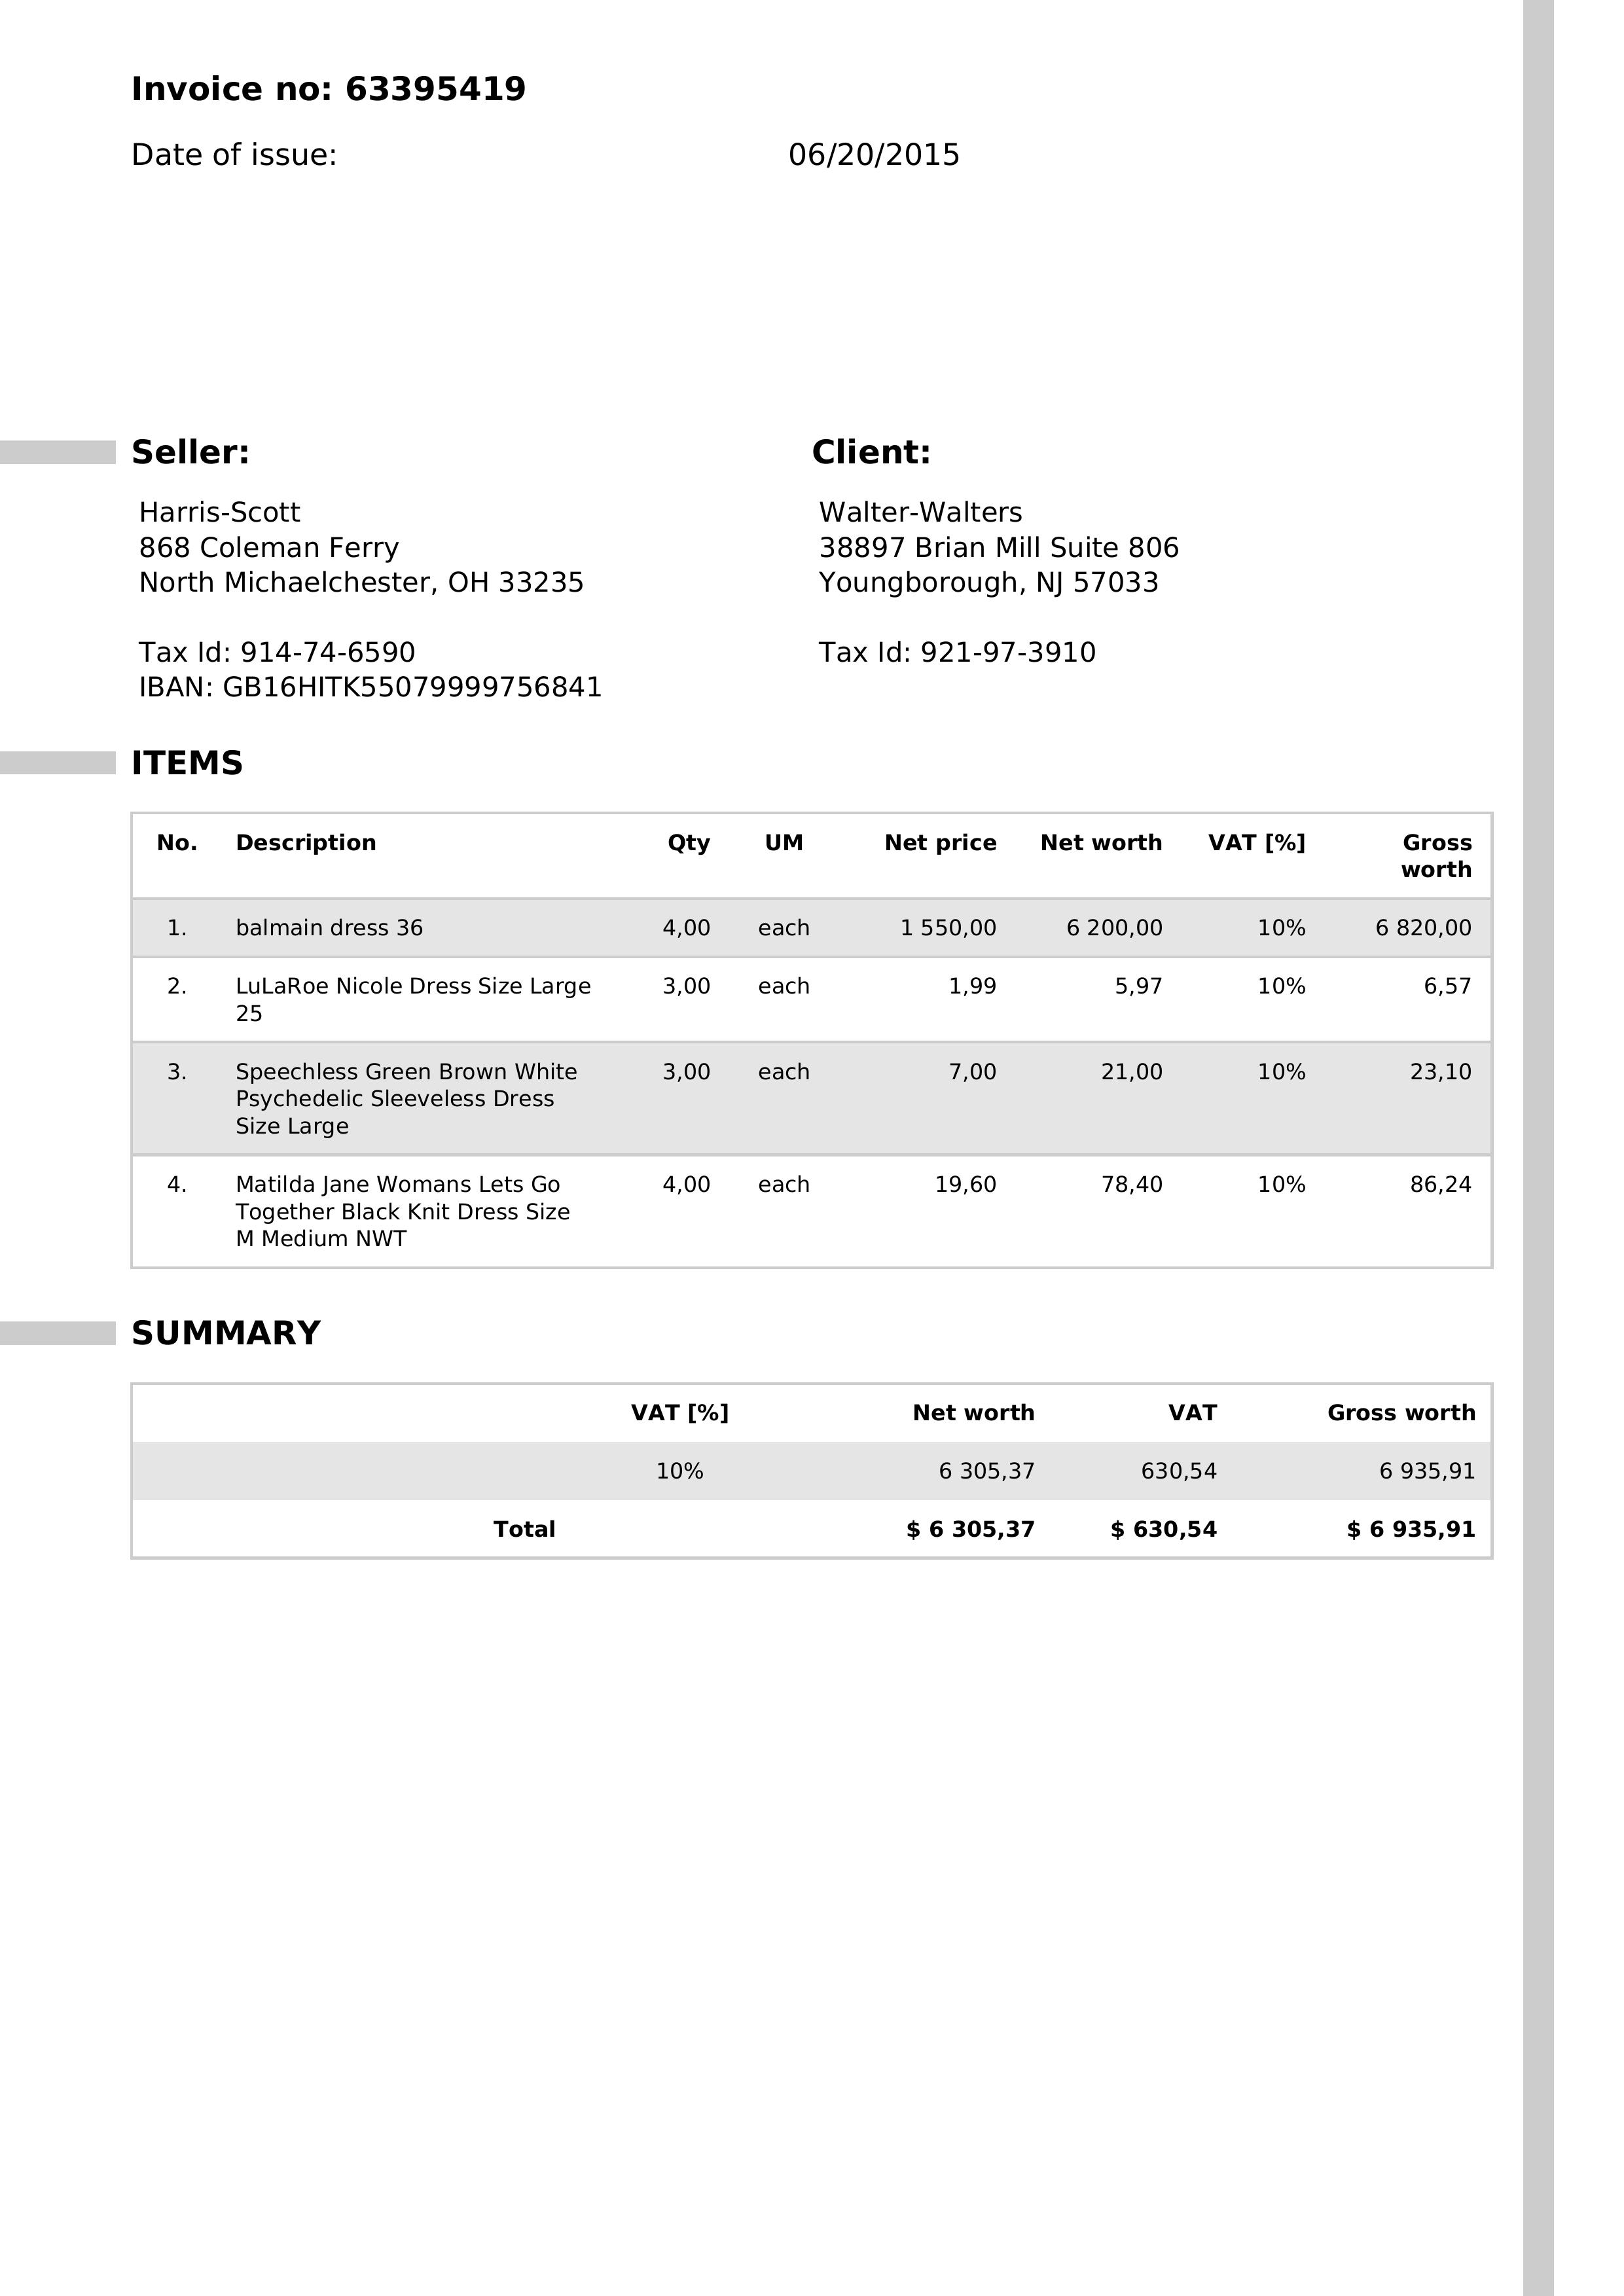 Invoice no: 63395419
Date of issue: 06/20/2015
Seller:
Harris-Scott
868 Coleman Ferry
North Michaelchester, OH 33235
Tax Id: 914-74-6590
IBAN: GB16HITK55079999756841
Client:
Walter-Walters
38897 Brian Mill Suite 806
Youngborough, NJ 57033
Tax Id: 921-97-3910
ITEMS
No. Description Qty UM Net price Net worth VAT [%] Gross
worth
1. balmain dress 36 4,00 each 1 550,00 6 200,00 10% 6 820,00
2. LuLaRoe Nicole Dress Size Large 3,00 each 1,99 5,97 10% 6,57
25
3. Speechless Green Brown White 3,00 each 7,00 21,00 10% 23,10
Psychedelic Sleeveless Dress
Size Large
4. Matilda Jane Womans Lets Go 4,00 each 19,60 78,40 10% 86,24
Together Black Knit Dress Size
M Medium NWT
SUMMARY
VAT [%] Net worth VAT Gross worth
10% 6 305,37 630,54 6 935,91
Total $ 6 305,37 $ 630,54 $ 6 935,91